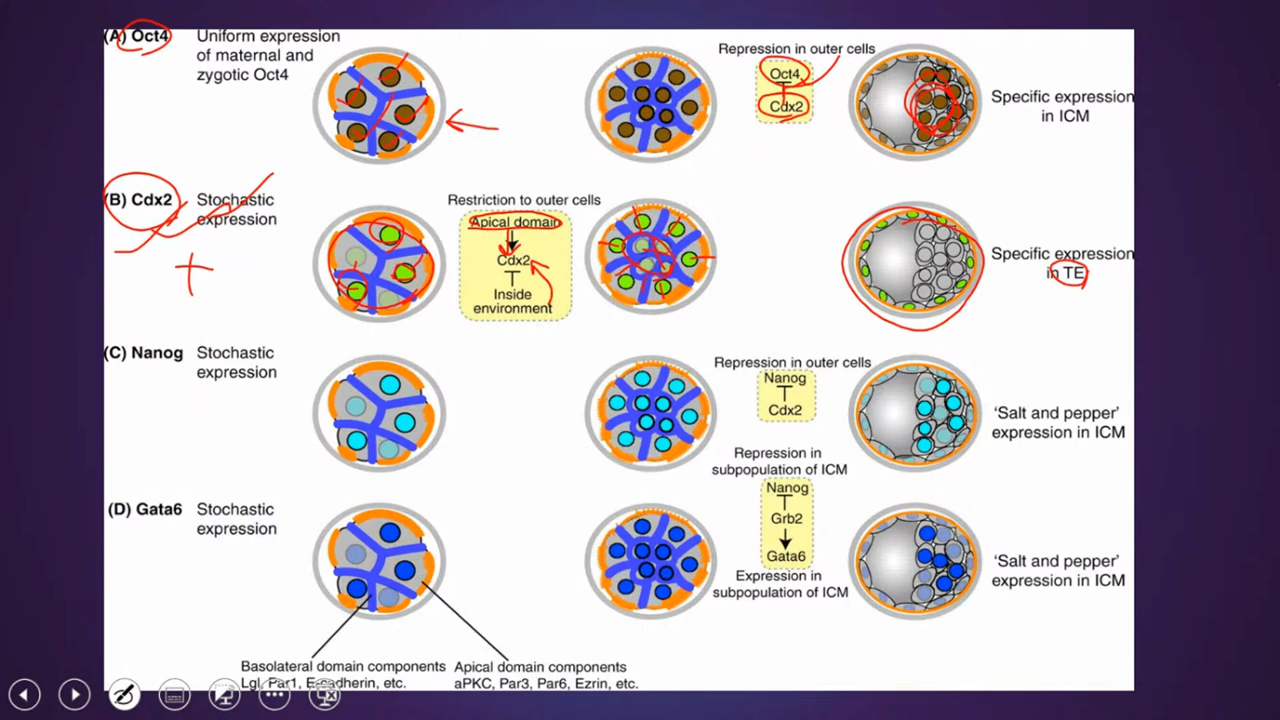 (A) Oct4
Uniform expression
of maternal and
zygotic Oct4
Repression in outer cells
Oct4
Cdx2
Specific expression
in ICM
(B) Cdx2
Stochastic
expression
Restriction to outer cells
Apical domain
Cdx2
Inside
environment
Specific expression
in TE
(C) Nanog
Stochastic
expression
Repression in outer cells
Nanog
Cdx2
‘Salt and pepper’
expression in ICM
Repression in
subpopulation of ICM
(D) Gata6
Stochastic
expression
Nanog
Grb2
Gata6
Expression in
subpopulation of ICM
‘Salt and pepper’
expression in ICM
Basolateral domain components
Lgl, Par1, E-cadherin, etc.
Apical domain components
aPKC, Par3, Par6, Ezrin, etc.